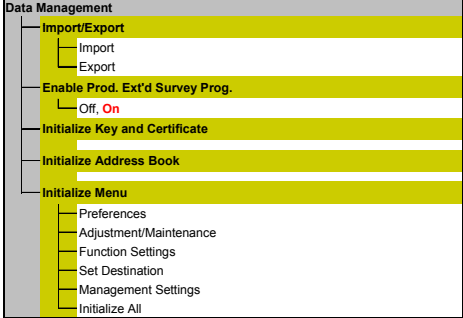 Data Management
Import/Export
Import
Export
Enable Prod. Ext'd Survey Prog.
Off, On
Initialize Key and Certificate
Initialize Address Book
Initialize Menu
Preferences
Adjustment/Maintenance
Function Settings
Set Destination
Management Settings
Initialize All